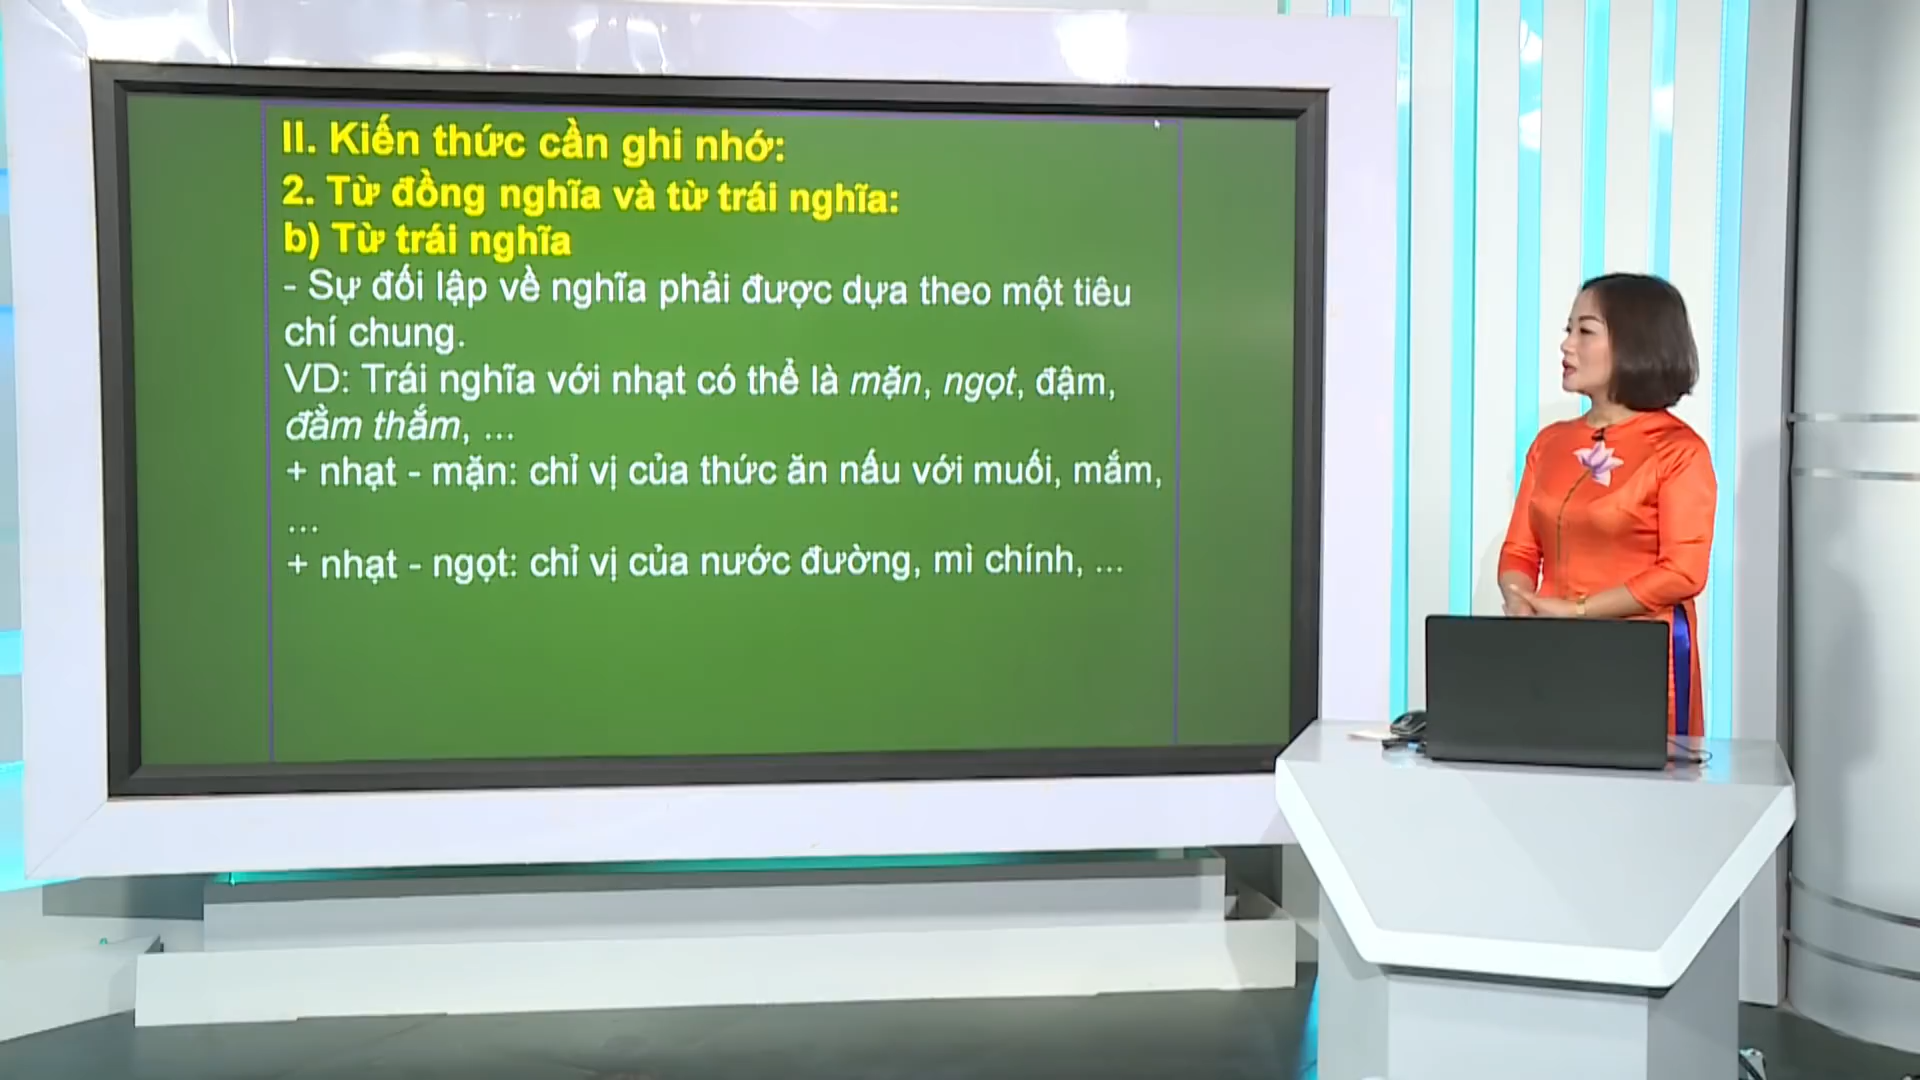 II. Kiến thức cần ghi nhớ:
2. Từ đồng nghĩa và từ trái nghĩa:
b) Từ trái nghĩa
- Sự đối lập về nghĩa phải được dựa theo một tiêu
chí chung.
VD: Trái nghĩa với nhạt có thể là mặn, ngọt, đậm,
đằm thắm, ...
+ nhạt - mặn: chỉ vị của thức ăn nấu với muối, mắm,
...
+ nhạt - ngọt: chỉ vị của nước đường, mì chính, ...